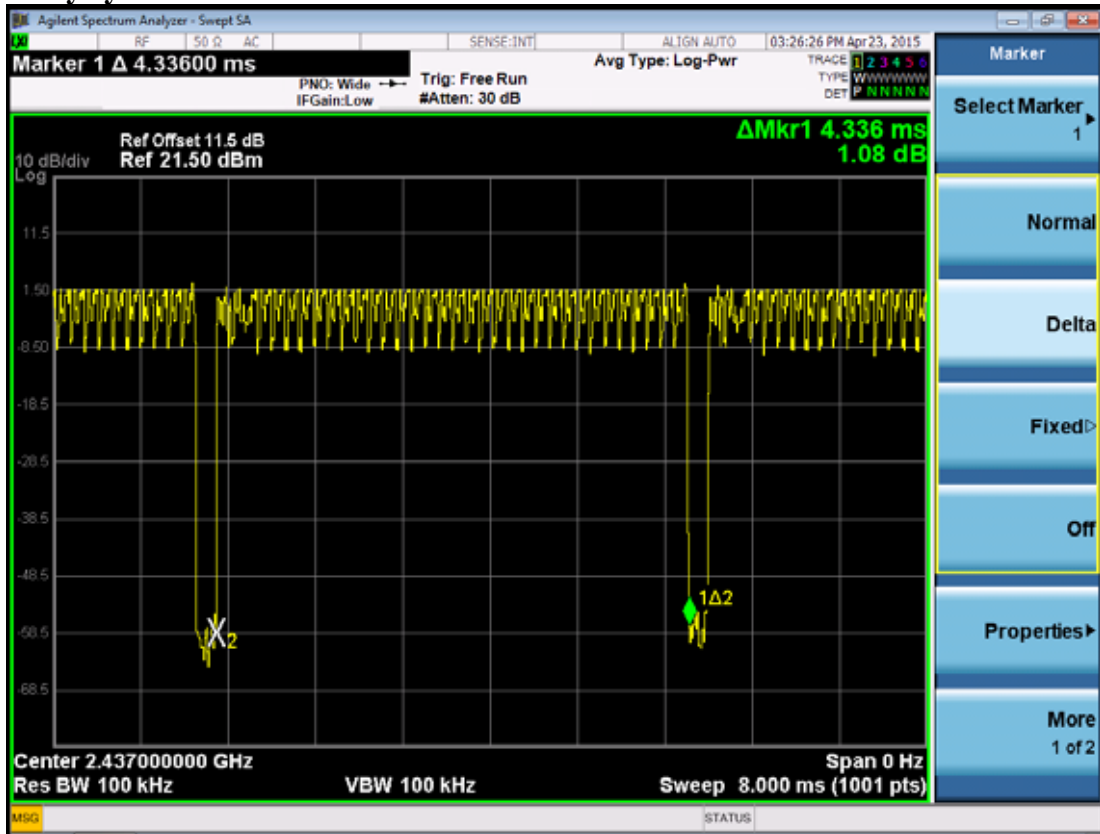 Agilent Spectrum Analyzer - Swept SA
LXI RF 50 Ω AC SENSE:INT ALIGN AUTO 03:26:26 PM Apr 23, 2015
Marker 1 Δ 4.33600 ms
PNO: Wide
IFGain:Low
Trig: Free Run
#Atten: 30 dB
Avg Type: Log-Pwr
TRACE 1 2 3 4 5 6
TYPE WWWWWWW
DET P N N N N N
ΔMkr1 4.336 ms
1.08 dB
Ref Offset 11.5 dB
10 dB/div Ref 21.50 dBm
Log
11.5
1.50
-8.50
-18.5
-28.5
-38.5
-48.5
-58.5
-68.5
2
1Δ2
Center 2.437000000 GHz Span 0 Hz
Res BW 100 kHz VBW 100 kHz Sweep 8.000 ms (1001 pts)
MSG STATUS
Marker
Select Marker
1
Normal
Delta
Fixed
Off
Properties
More
1 of 2